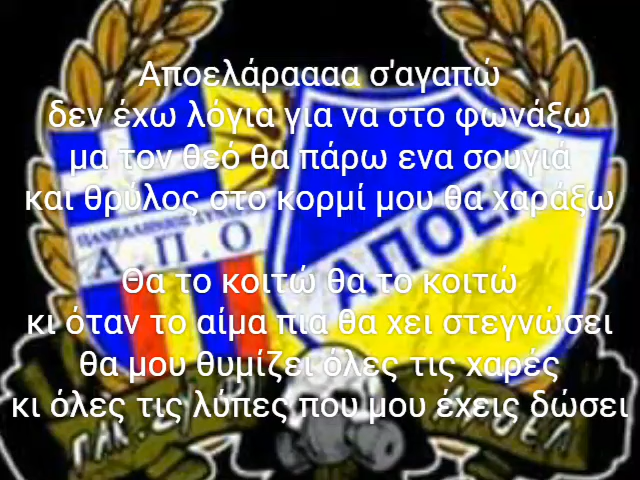 Αποελάραααα σ'αγαπώ
δεν έχω λόγια για να στο φωνάξω
μα τον θεό θα πάρω ενα σουγιά
και θρύλος στο κορμί μου θα χαράξω
Α.Π.Ο
ΑΠΟΕΛ
Θα το κοιτώ θα το κοιτώ
κι όταν το αίμα πια θα χει στεγνώσει
θα μου θυμίζει όλες τις χαρές
κι όλες τις λύπες που μου έχεις δώσει